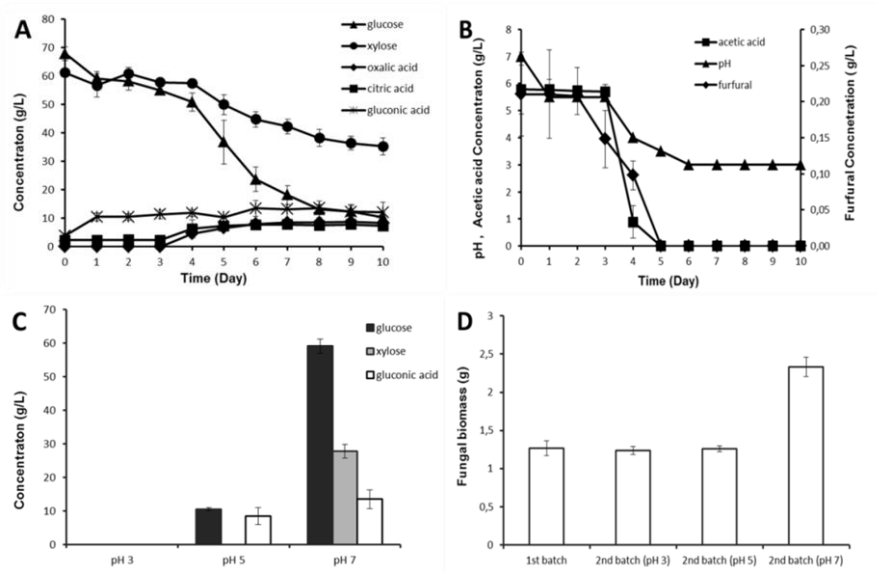 A
80
70
60
50
40
30
20
10
0
Concentraton (g/L)
0 1 2 3 4 5 6 7 8 9 10
Time (Day)
glucose
xylose
oxalic acid
citric acid
gluconic acid
B
8
7
6
5
4
3
2
1
0
pH , Acetic acid Concentraton (g/L)
0,30
0,25
0,20
0,15
0,10
0,05
0,00
Furfural Concnetration (g/L)
0 1 2 3 4 5 6 7 8 9 10
Time (Day)
acetic acid
pH
furfural
C
70
60
50
40
30
20
10
0
Concentraton (g/L)
pH 3 pH 5 pH 7
glucose
xylose
gluconic acid
D
3
2,5
2
1,5
1
0,5
0
Fungal biomass (g)
1st batch 2nd batch (pH 3) 2nd batch (pH 5) 2nd batch (pH 7)